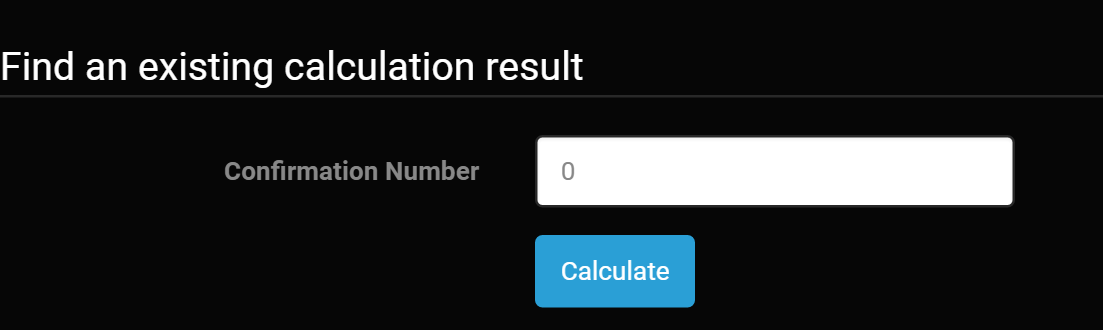 Find an existing calculation result
Confirmation Number
0
Calculate